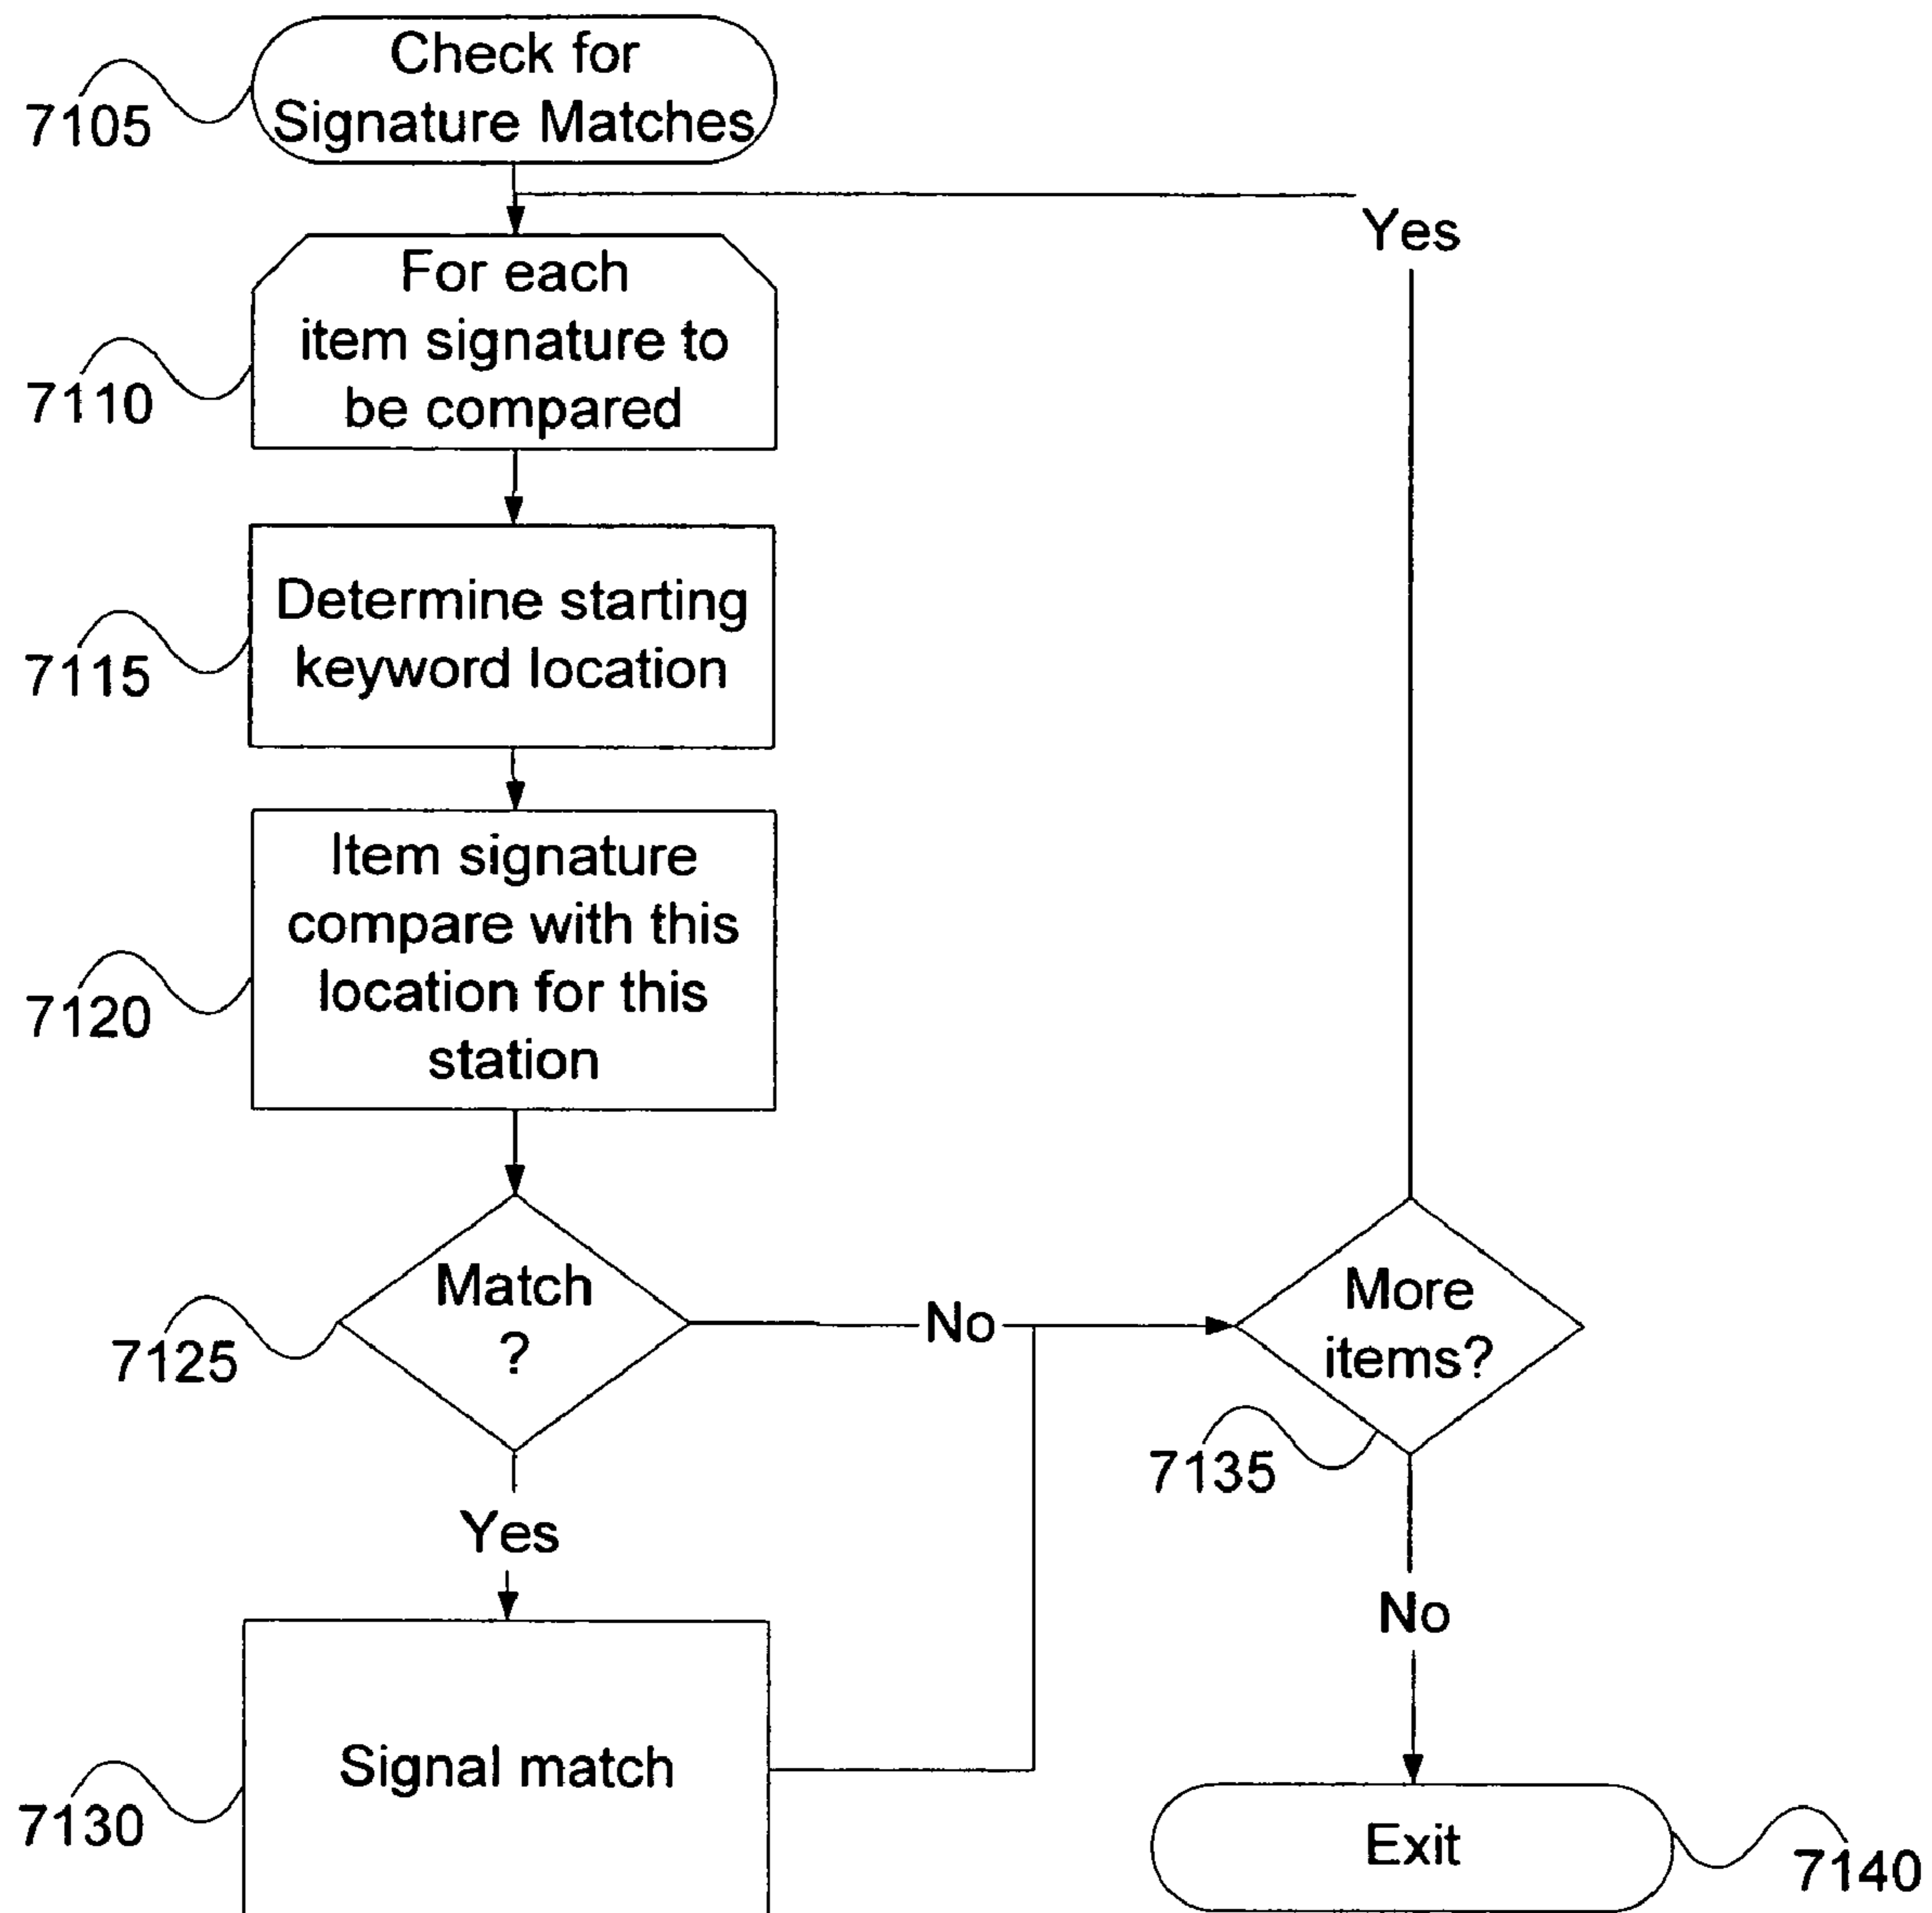 Check for
Signature Matches
7105
Yes
For each
item signature to
be compared
7110
Determine starting
keyword location
7115
Item signature
compare with this
location for this
station
7120
Match
?
7125
No
More
items?
7135
Yes
No
Signal match
7130
Exit
7140